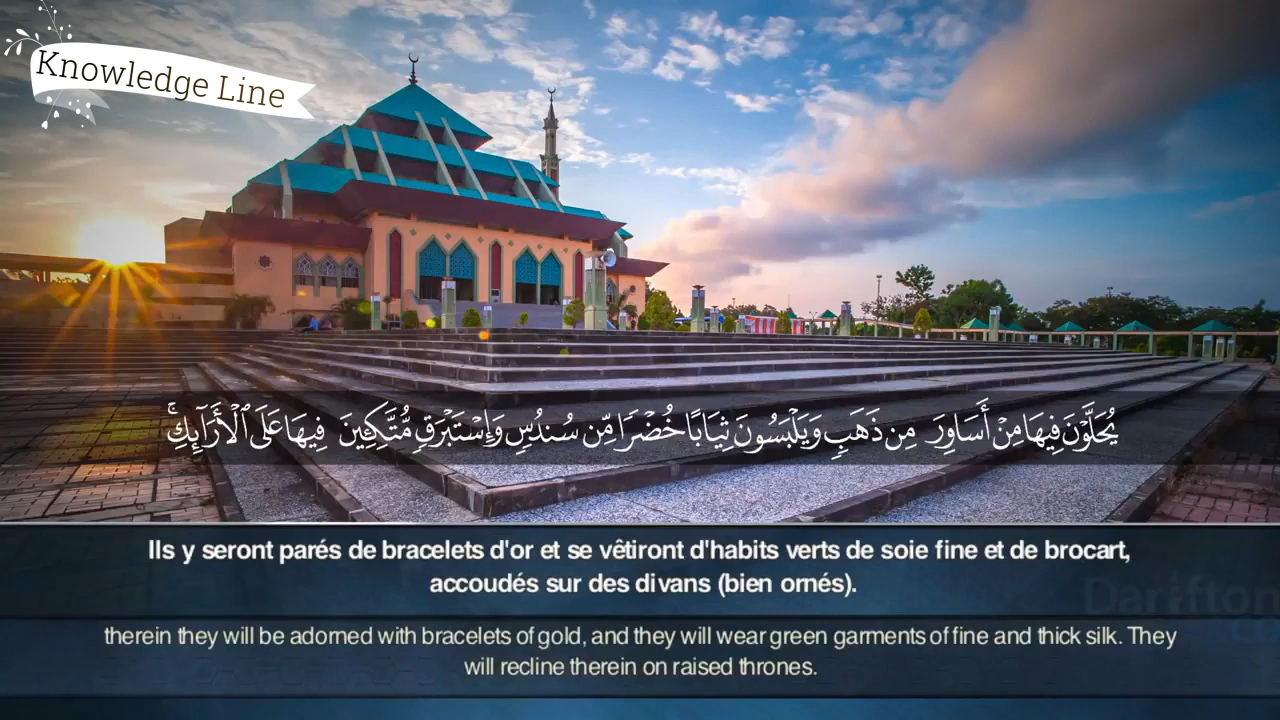 Knowledge Line
يُحَلَّوْنَ فِيهَا مِنْ أَسَاوِرَ مِن ذَهَبٍ وَيَلْبَسُونَ ثِيَابًا خُضْرًا مِّن سُندُسٍ وَإِسْتَبْرَقٍ مُّتَّكِـِٔينَ فِيهَا عَلَى ٱلْأَرَآئِكِ ۚ
Ils y seront parés de bracelets d'or et se vêtiront d'habits verts de soie fine et de brocart,
accoudés sur des divans (bien ornés).
therein they will be adorned with bracelets of gold, and they will wear green garments of fine and thick silk. They
will recline therein on raised thrones.